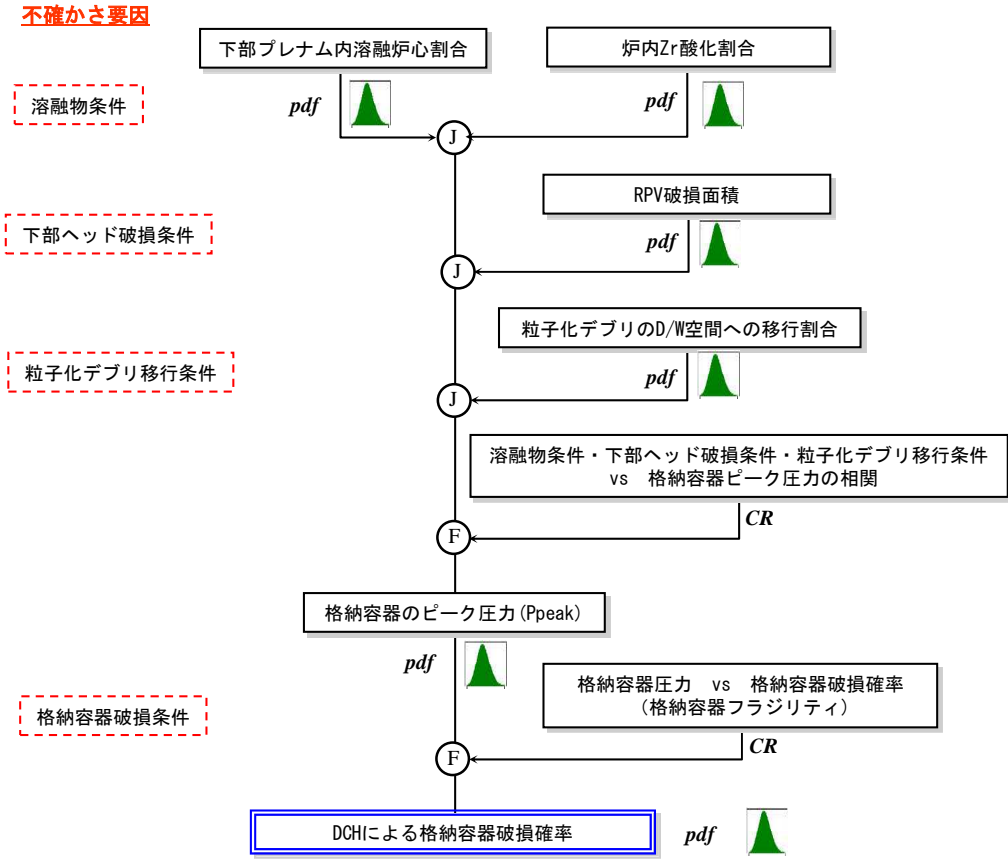 不確かさ要因
下部プレナム内溶融炉心割合
炉内Zr酸化割合
溶融物条件
pdf
pdf
J
RPV破損面積
下部ヘッド破損条件
pdf
J
粒子化デブリのD/W空間への移行割合
粒子化デブリ移行条件
pdf
J
溶融物条件・下部ヘッド破損条件・粒子化デブリ移行条件
vs 格納容器ピーク圧力の相関
CR
F
格納容器のピーク圧力(Ppeak)
pdf
格納容器圧力 vs 格納容器破損確率
(格納容器フラジリティ)
格納容器破損条件
CR
F
DCHによる格納容器破損確率
pdf